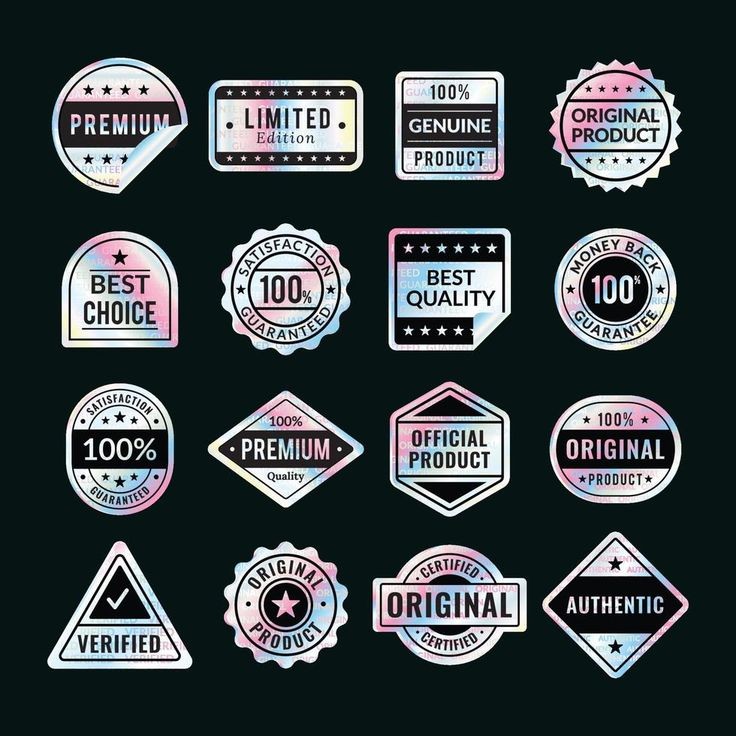 PREMIUM
LIMITED
Edition
100%
GENUINE
PRODUCT
ORIGINAL
PRODUCT
BEST
CHOICE
SATISFACTION
100%
GUARANTEED
BEST
QUALITY
MONEY BACK
100%
GUARANTEE
SATISFACTION
100%
GUARANTEED
100%
PREMIUM
Quality
OFFICIAL
PRODUCT
100%
ORIGINAL
PRODUCT
VERIFIED
ORIGINAL
PRODUCT
CERTIFIED
ORIGINAL
CERTIFIED
AUTHENTIC